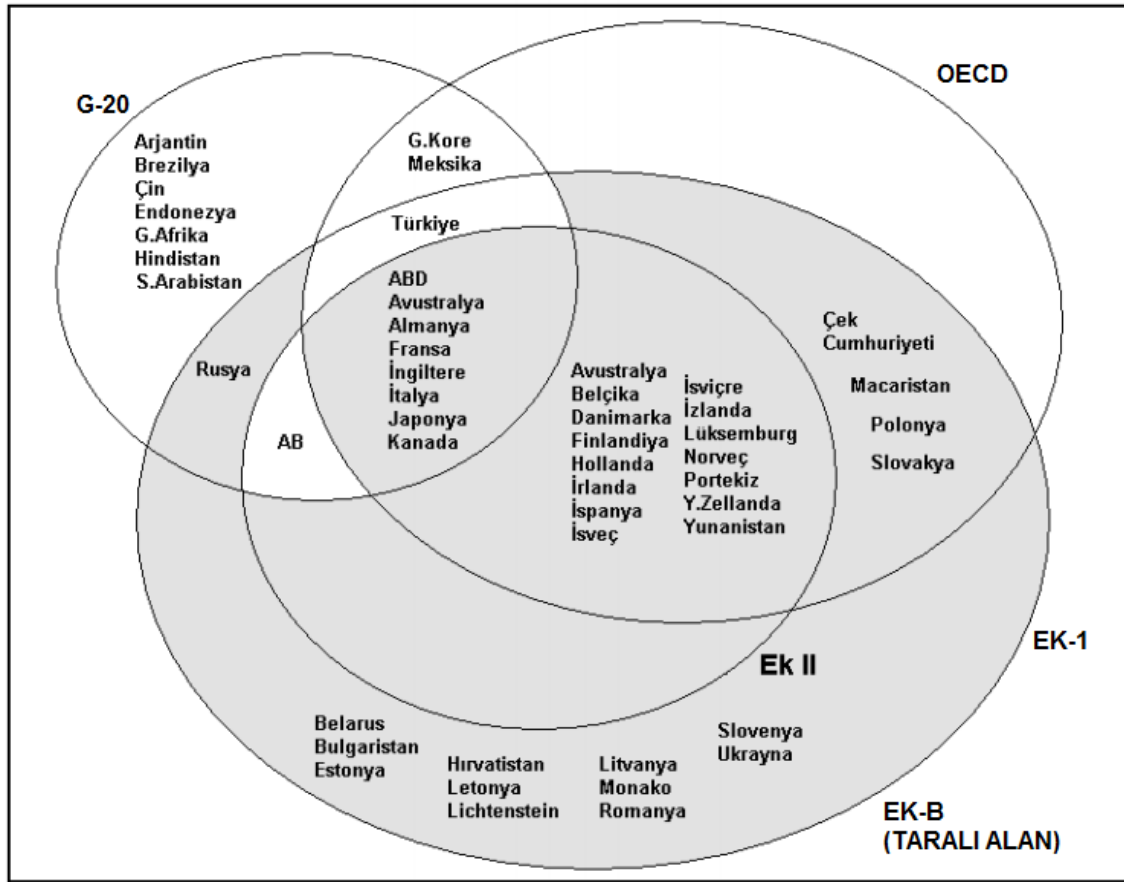 G-20
OECD
Arjantin
Brezilya
Çin
Endonezya
G.Afrika
Hindistan
S.Arabistan
G.Kore
Meksika
Türkiye
ABD
Avustralya
Almanya
Fransa
İngiltere
İtalya
Japonya
Kanada
Rusya
AB
Avustralya
Belçika
Danimarka
Finlandiya
Hollanda
İrlanda
İspanya
İsveç
İsviçre
İzlanda
Lüksemburg
Norveç
Portekiz
Y.Zellanda
Yunanistan
Çek
Cumhuriyeti
Macaristan
Polonya
Slovakya
EK-1
Ek II
Belarus
Bulgaristan
Estonya
Hırvatistan
Letonya
Lichtenstein
Litvanya
Monako
Romanya
Slovenya
Ukrayna
EK-B
(TARALI ALAN)